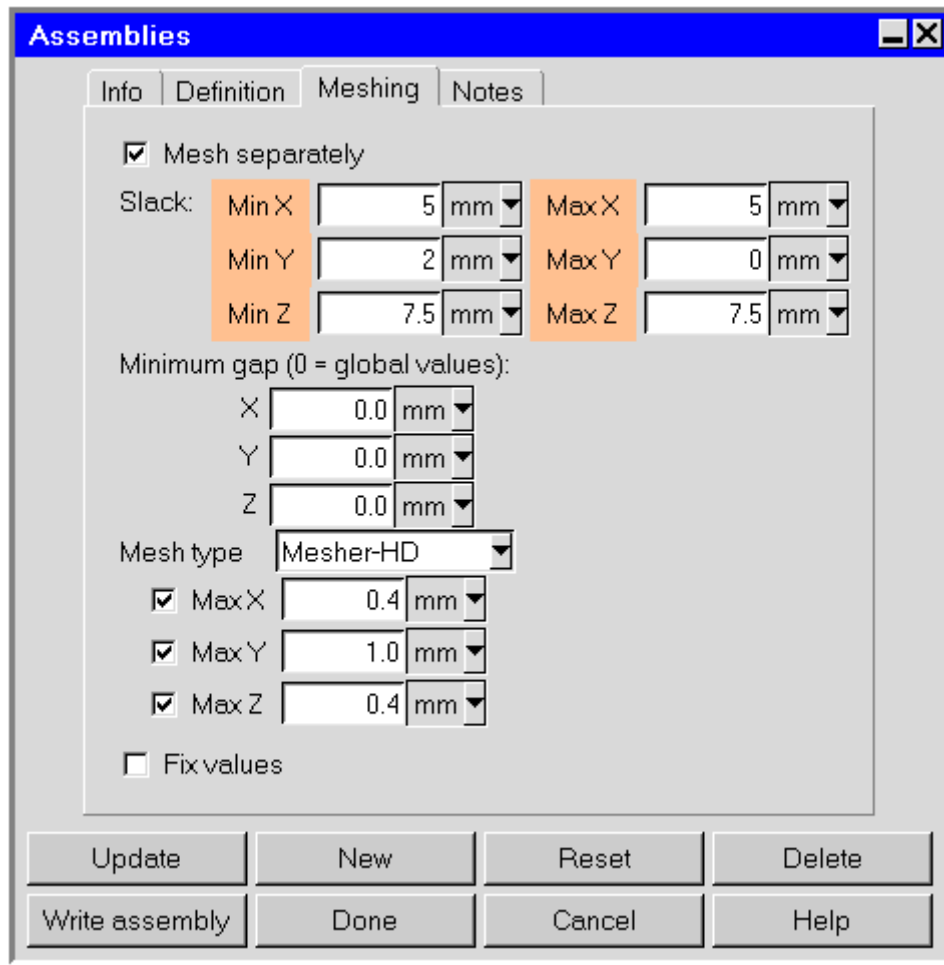 Assemblies
Info Definition Meshing Notes
Mesh separately
Slack: Min X 5 mm Max X 5 mm
Min Y 2 mm Max Y 0 mm
Min Z 7.5 mm Max Z 7.5 mm
Minimum gap (0 = global values):
X 0.0 mm
Y 0.0 mm
Z 0.0 mm
Mesh type Mesher-HD
Max X 0.4 mm
Max Y 1.0 mm
Max Z 0.4 mm
Fix values
Update New Reset Delete
Write assembly Done Cancel Help